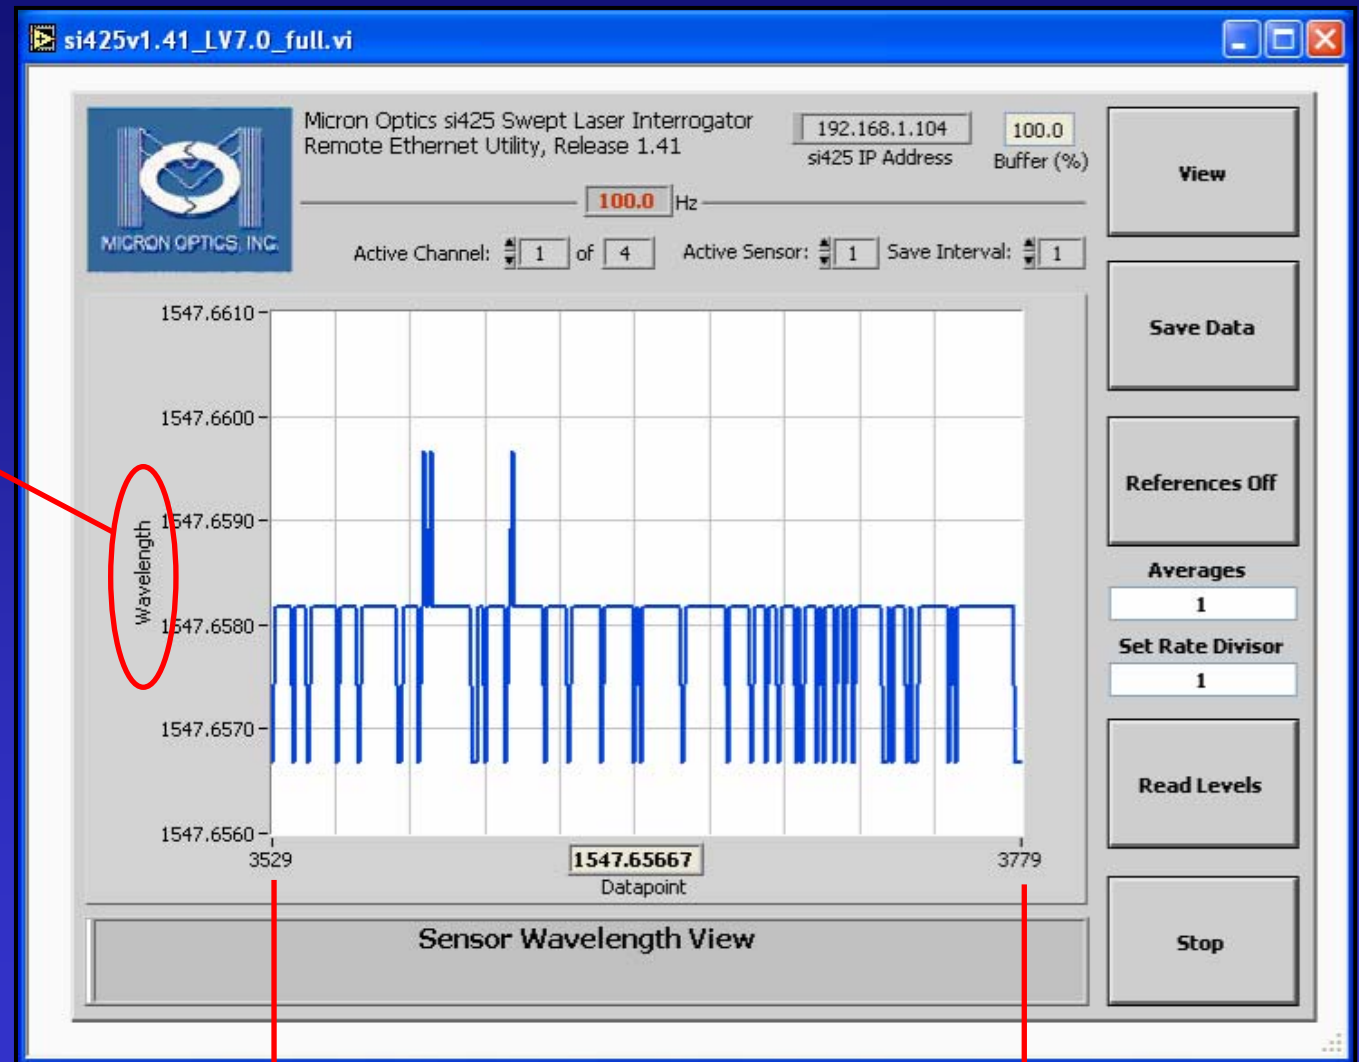 si425v1.41_LV7.0_full.vi
MICRON OPTICS, INC.
Micron Optics si425 Swept Laser Interrogator
Remote Ethernet Utility, Release 1.41
192.168.1.104
si425 IP Address
100.0
Buffer (%)
100.0 Hz
Active Channel: 1 of 4
Active Sensor: 1
Save Interval: 1
View
Save Data
References Off
Averages
1
Set Rate Divisor
1
Read Levels
Stop
Wavelength
1547.6610
1547.6600
1547.6590
1547.6580
1547.6570
1547.6560
3529
1547.65667
3779
Datapoint
Sensor Wavelength View